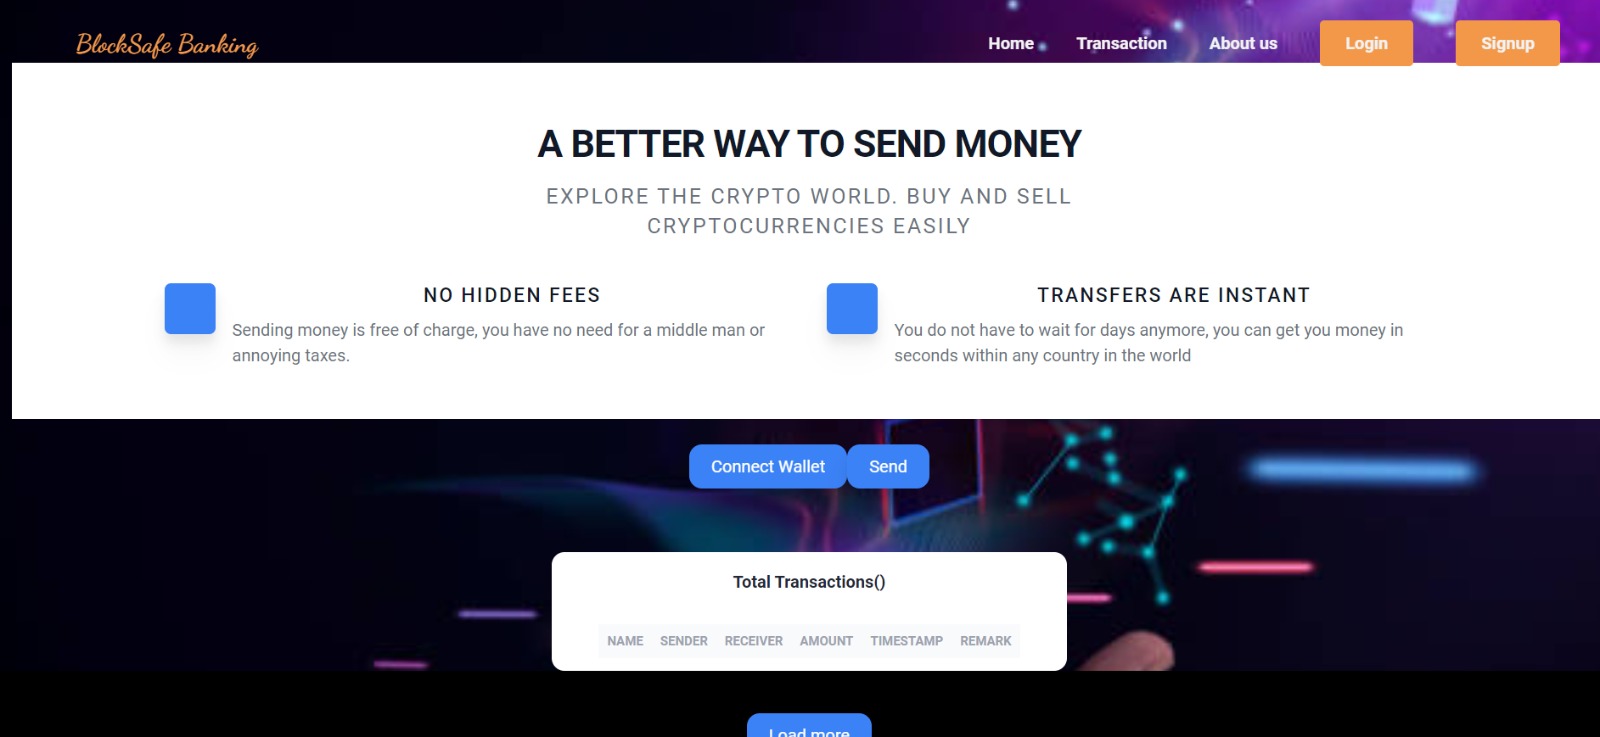 BlockSafe Banking
Home Transaction About us Login Signup
A BETTER WAY TO SEND MONEY
EXPLORE THE CRYPTO WORLD. BUY AND SELL
CRYPTOCURRENCIES EASILY
NO HIDDEN FEES
Sending money is free of charge, you have no need for a middle man or
annoying taxes.
TRANSFERS ARE INSTANT
You do not have to wait for days anymore, you can get you money in
seconds within any country in the world
Connect Wallet Send
Total Transactions()
NAME SENDER RECEIVER AMOUNT TIMESTAMP REMARK
Load more